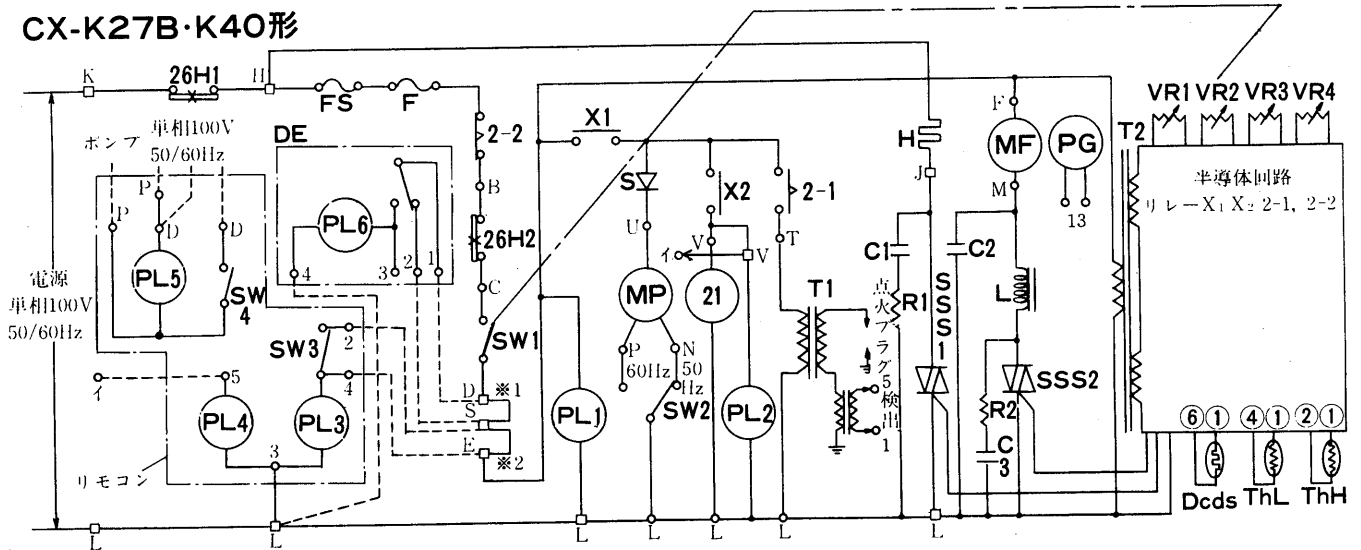 CX-K27B・K40形
K
26H1
H
FS
F
2-2
B
26H2
C
SW1
D
※1
S
E
※2
電源
単相100V
50/60Hz
ポンプ
単相100V
50/60Hz
P
P
D
D
PL5
SW
4
DE
PL6
4
3
2
1
SW3
2
4
イ
5
PL4
PL3
3
リモコン
L
L
X1
S
U
MP
P
60Hz
N
50
Hz
SW2
PL1
L
L
X2
V
V
イ
21
PL2
L
2-1
T
T1
L
点火プラグ
5
検出
1
H
J
C1
R1
SSS1
L
C2
F
MF
M
L
R2
C
3
SSS2
PG
13
T2
VR1
VR2
VR3
VR4
半導体回路
リレーX₁ X₂ 2-1, 2-2
⑥
①
④
①
②
①
Dcds
ThL
ThH